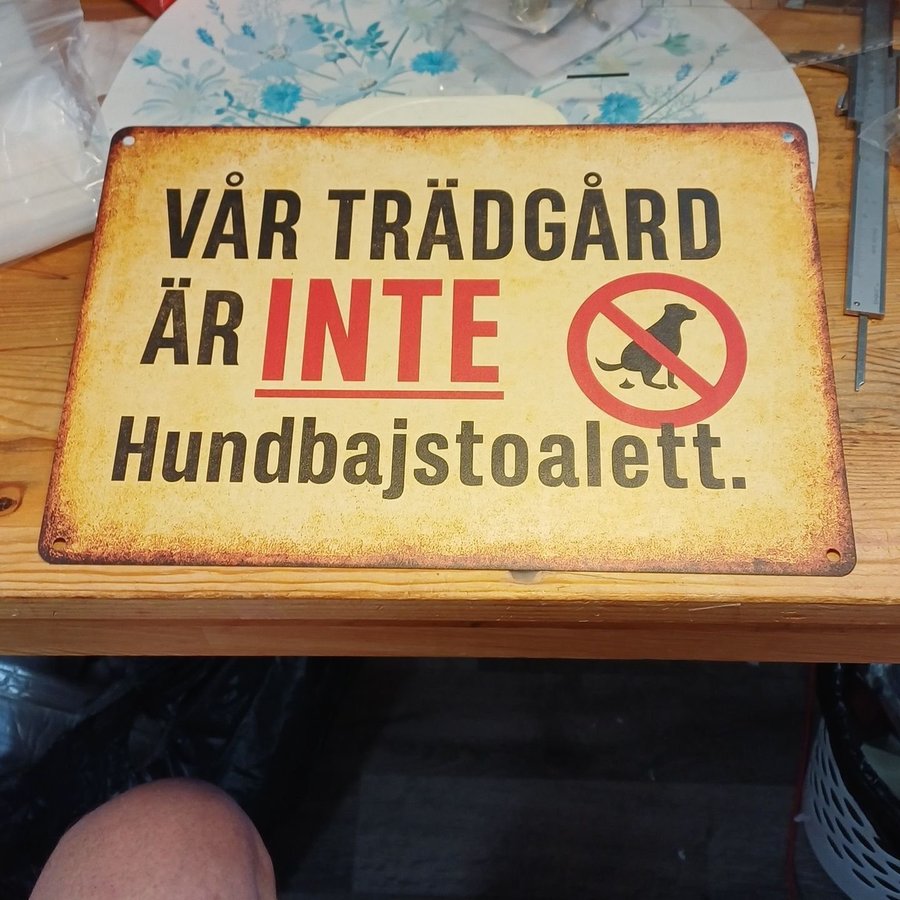 VÅR TRÄDGÅRD
ÄR INTE
Hundbajstoalett.